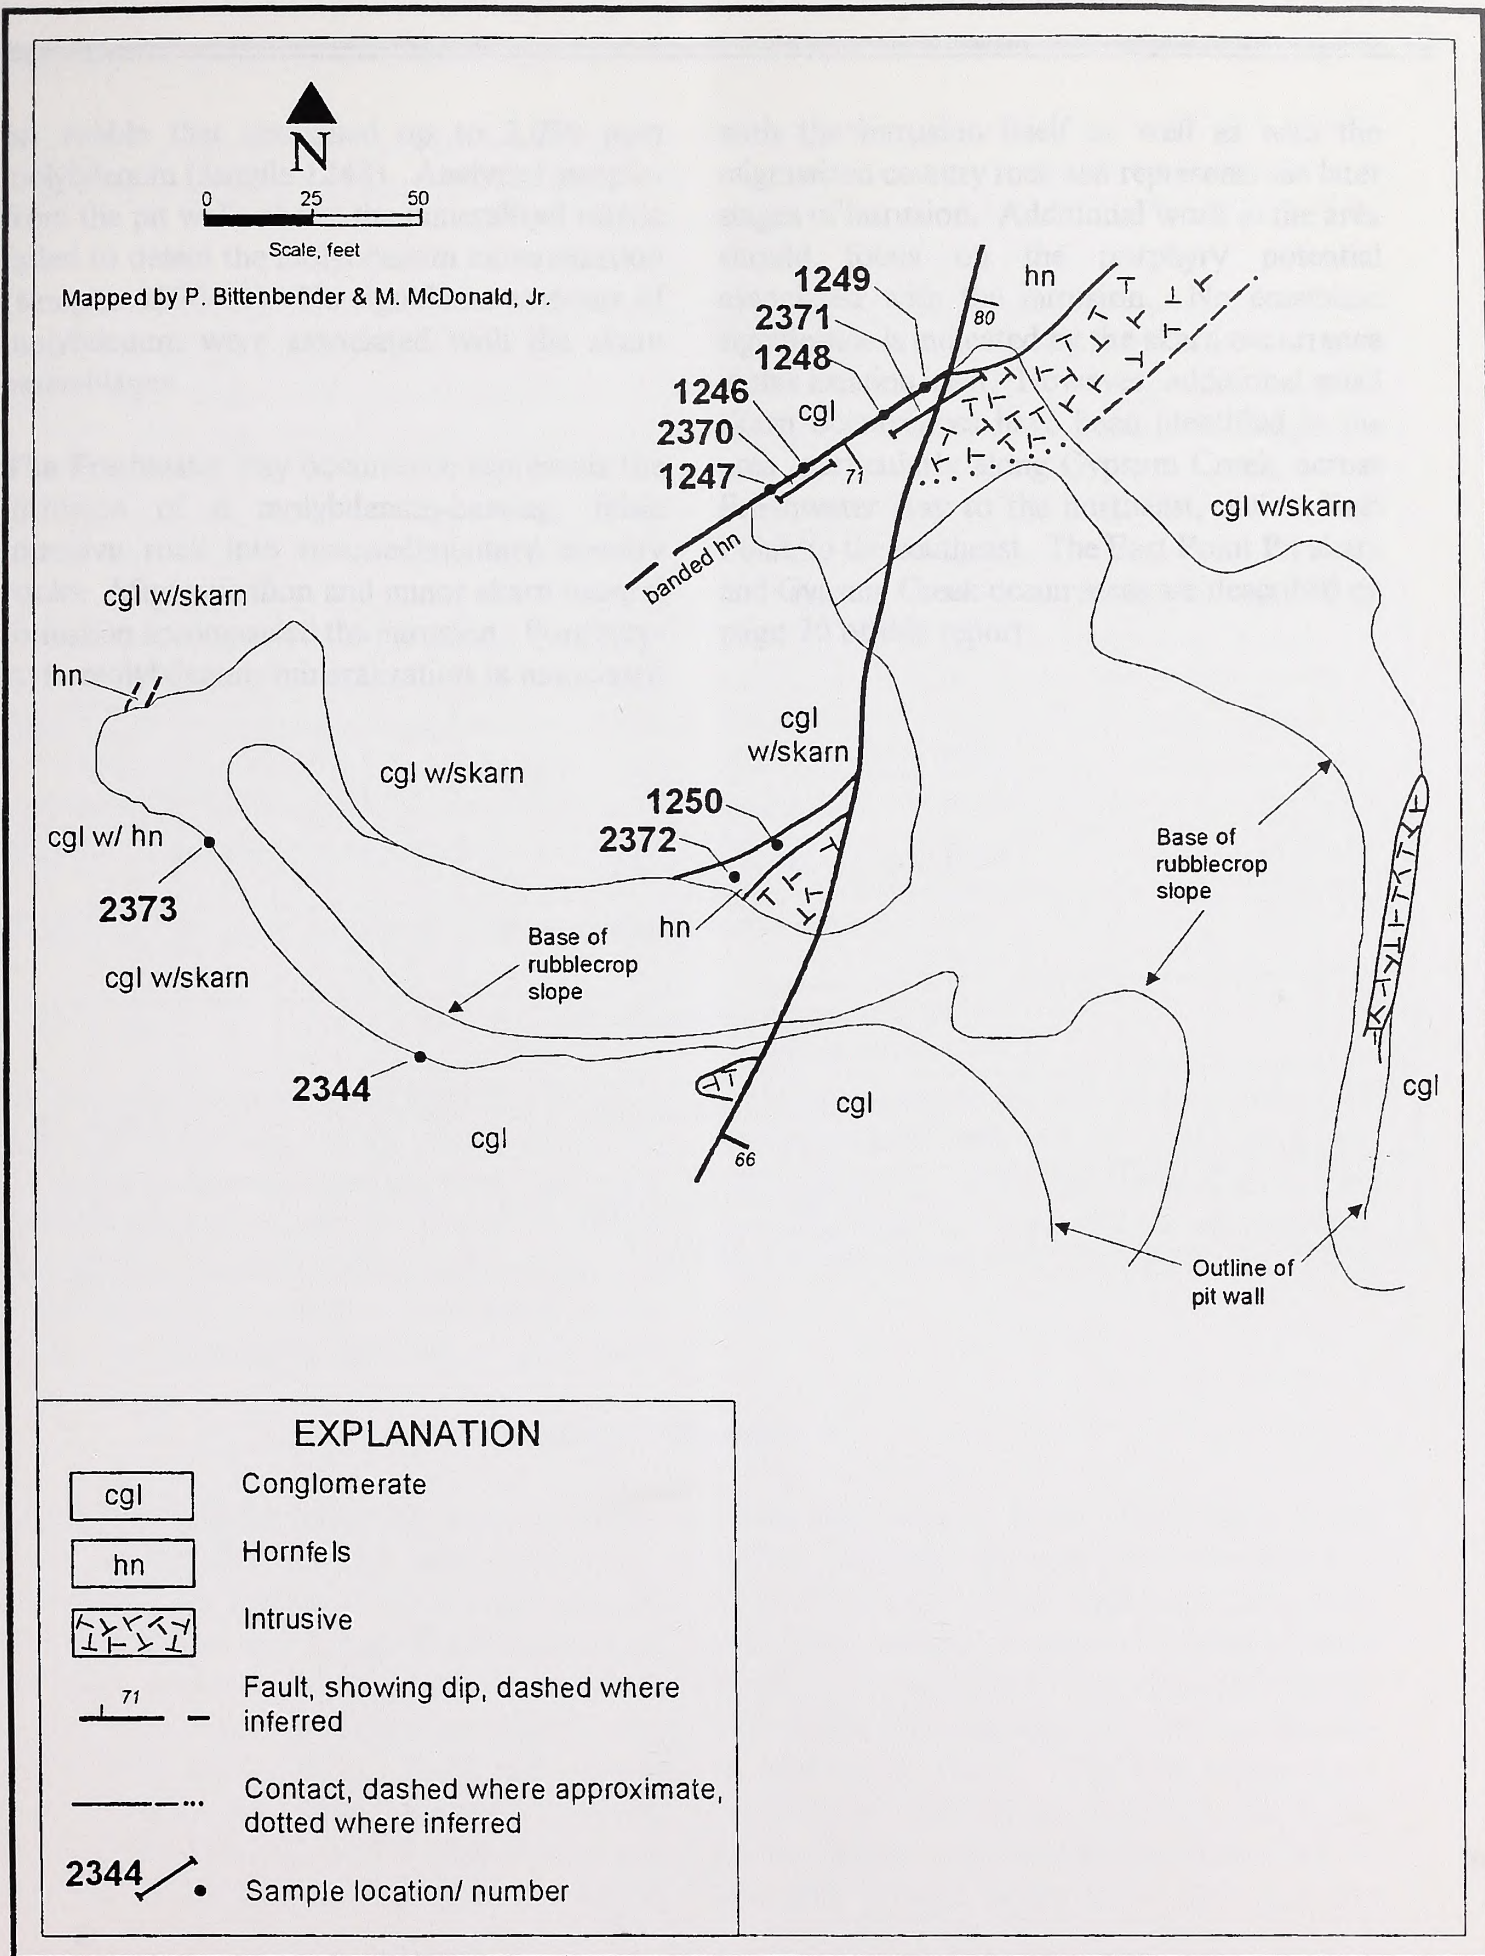 N
0 25 50
Scale, feet
Mapped by P. Bittenbender & M. McDonald, Jr.
1249
2371
1248
1246
2370
1247
cgl
hn
80
71
banded hn
cgl w/skarn
cgl w/skarn
hn
cgl w/skarn
cgl
w/skarn
1250
2372
hn
cgl w/ hn
2373
cgl w/skarn
Base of
rubblecrop
slope
Base of
rubblecrop
slope
2344
cgl
cgl
cgl
66
Outline of
pit wall
EXPLANATION
cgl Conglomerate
hn Hornfels
Intrusive
71 Fault, showing dip, dashed where
inferred
Contact, dashed where approximate,
dotted where inferred
2344 Sample location/ number